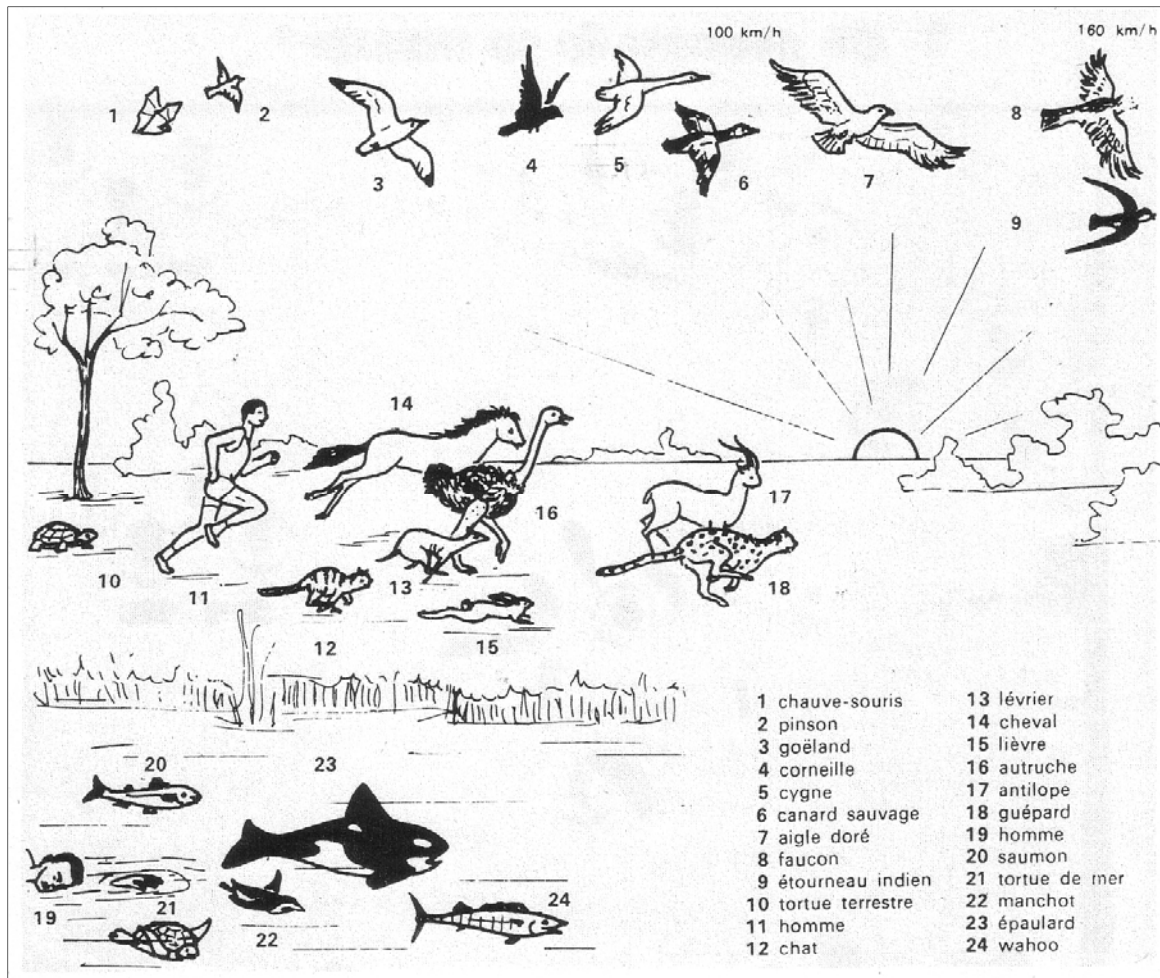 100 km/h
160 km/h
2
3
4
5
6
7
8
9
14
16
17
10
11
13
18
12
15
20
23
19
21
22
24
1 chauve-souris
2 pinson
3 goëland
4 corneille
5 cygne
6 canard sauvage
7 aigle doré
8 faucon
9 étourneau indien
10 tortue terrestre
11 homme
12 chat
13 lévrier
14 cheval
15 lièvre
16 autruche
17 antilope
18 guépard
19 homme
20 saumon
21 tortue de mer
22 manchot
23 épaulard
24 wahoo